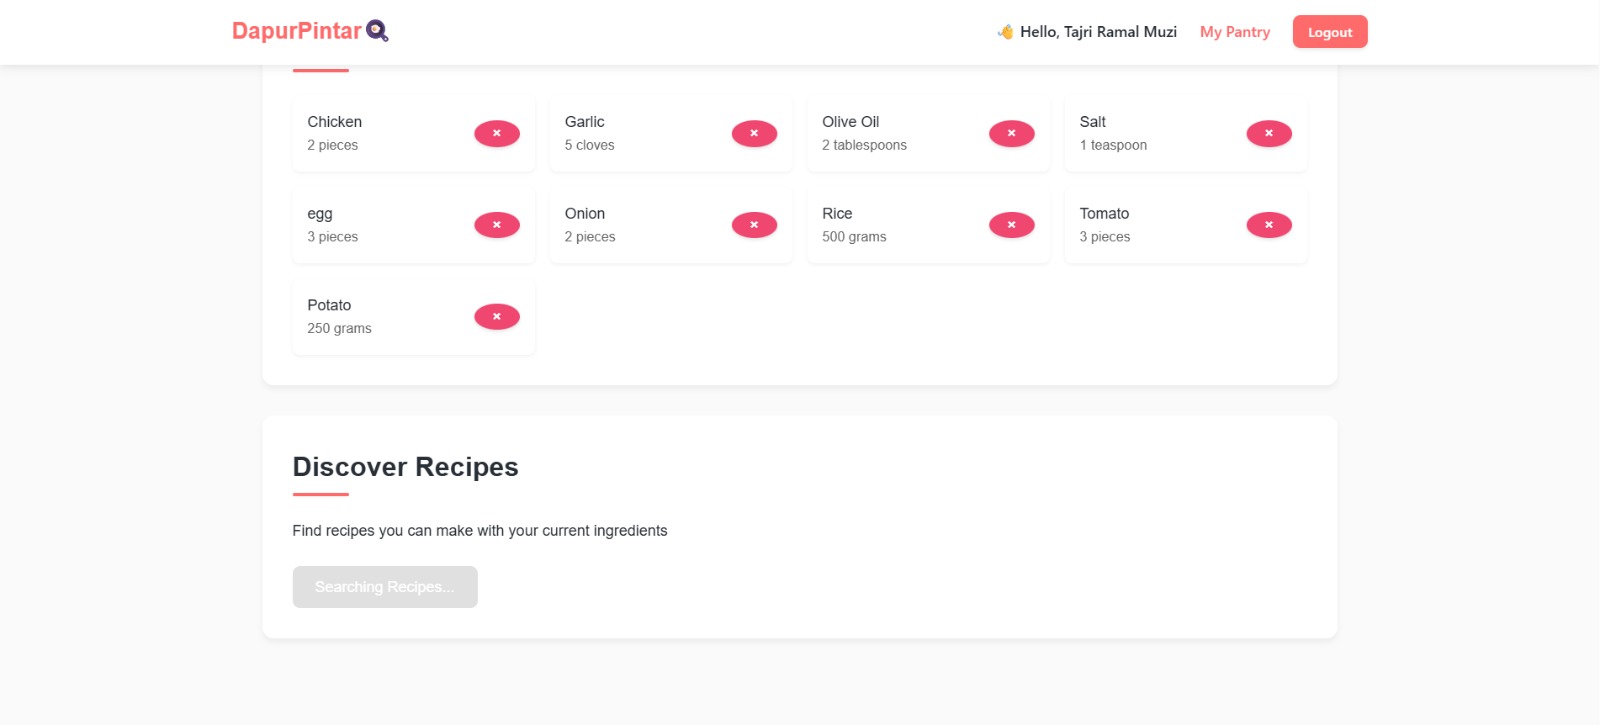 DapurPintar
Hello, Tajri Ramal Muzi
My Pantry
Logout
Chicken
2 pieces
Garlic
5 cloves
Olive Oil
2 tablespoons
Salt
1 teaspoon
egg
3 pieces
Onion
2 pieces
Rice
500 grams
Tomato
3 pieces
Potato
250 grams
Discover Recipes
Find recipes you can make with your current ingredients
Searching Recipes...